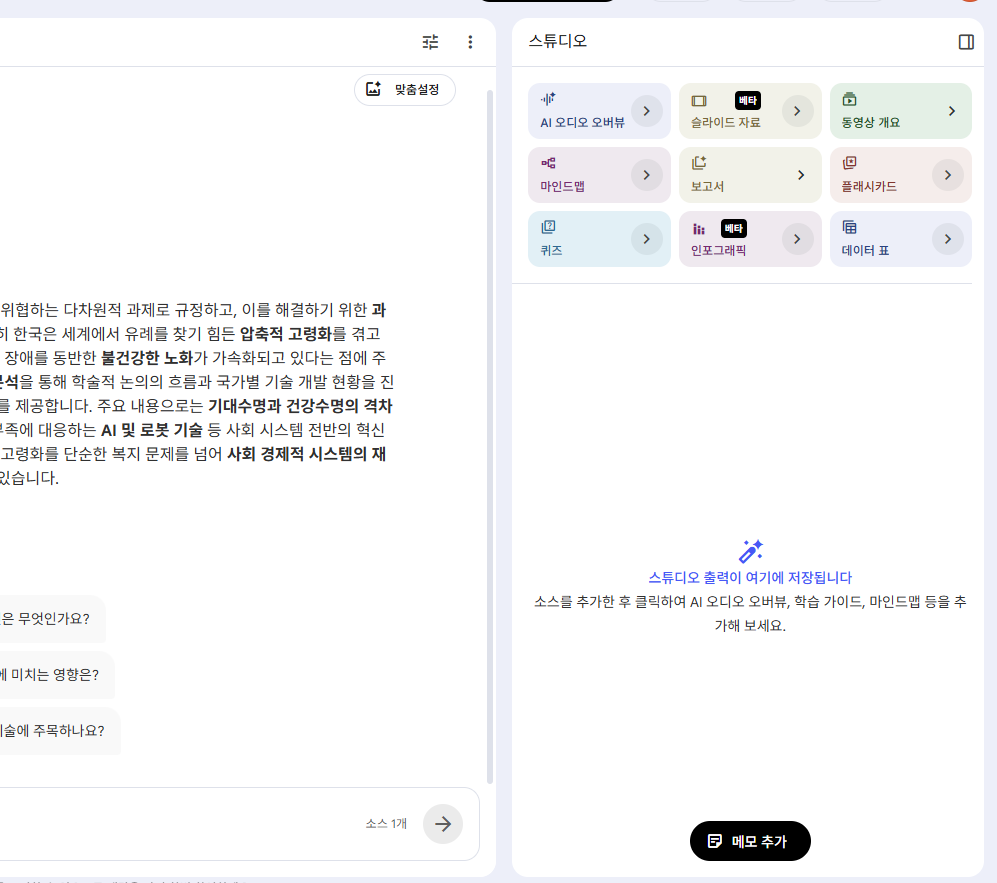 맞춤설정
위협하는 다차원적 과제로 규정하고, 이를 해결하기 위한 과
히 한국은 세계에서 유례를 찾기 힘든 압축적 고령화를 겪고
장애를 동반한 불건강한 노화가 가속화되고 있다는 점에 주
분석을 통해 학술적 논의의 흐름과 국가별 기술 개발 현황을 진
를 제공합니다. 주요 내용으로는 기대수명과 건강수명의 격차
부족에 대응하는 AI 및 로봇 기술 등 사회 시스템 전반의 혁신
고령화를 단순한 복지 문제를 넘어 사회 경제적 시스템의 재
있습니다.
은 무엇인가요?
에 미치는 영향은?
기술에 주목하나요?
소스 1개
스튜디오
AI 오디오 오버뷰
베타
슬라이드 자료
동영상 개요
마인드맵
보고서
플래시카드
퀴즈
베타
인포그래픽
데이터 표
스튜디오 출력이 여기에 저장됩니다
소스를 추가한 후 클릭하여 AI 오디오 오버뷰, 학습 가이드, 마인드맵 등을 추
가해 보세요.
메모 추가